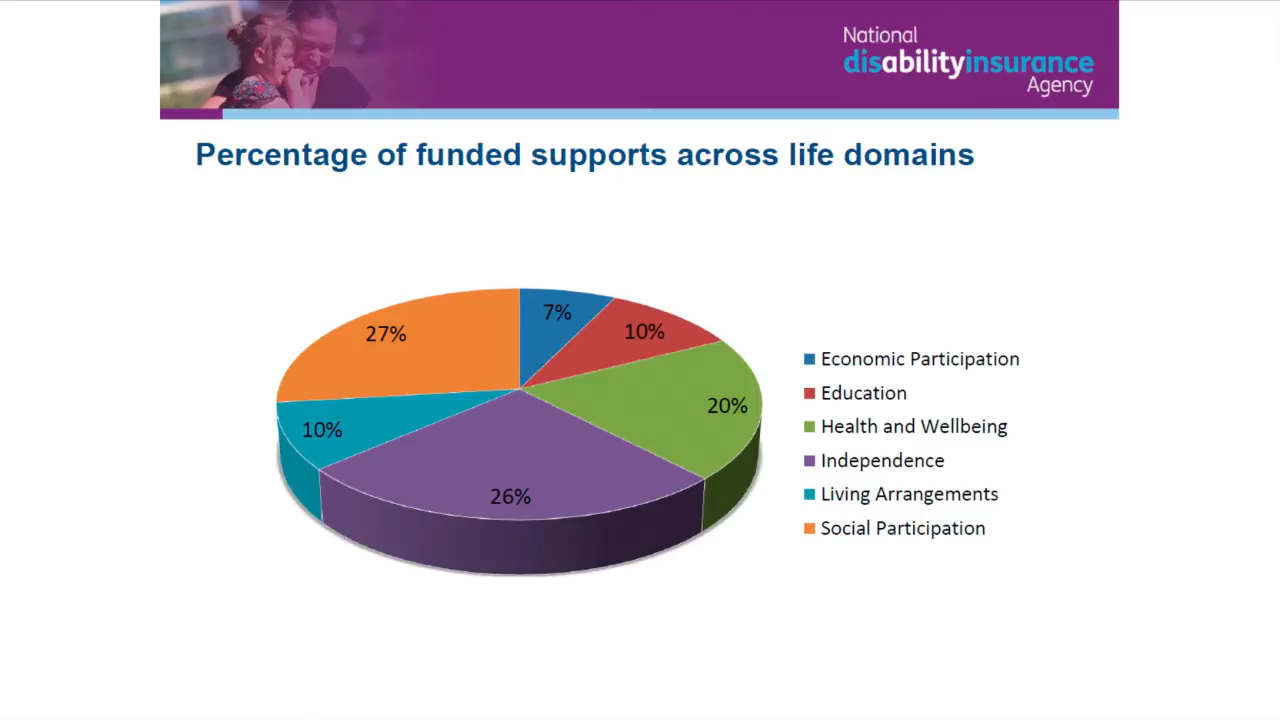 National
disabilityinsurance
Agency
Percentage of funded supports across life domains
7%
10%
27%
20%
10%
26%
Economic Participation
Education
Health and Wellbeing
Independence
Living Arrangements
Social Participation